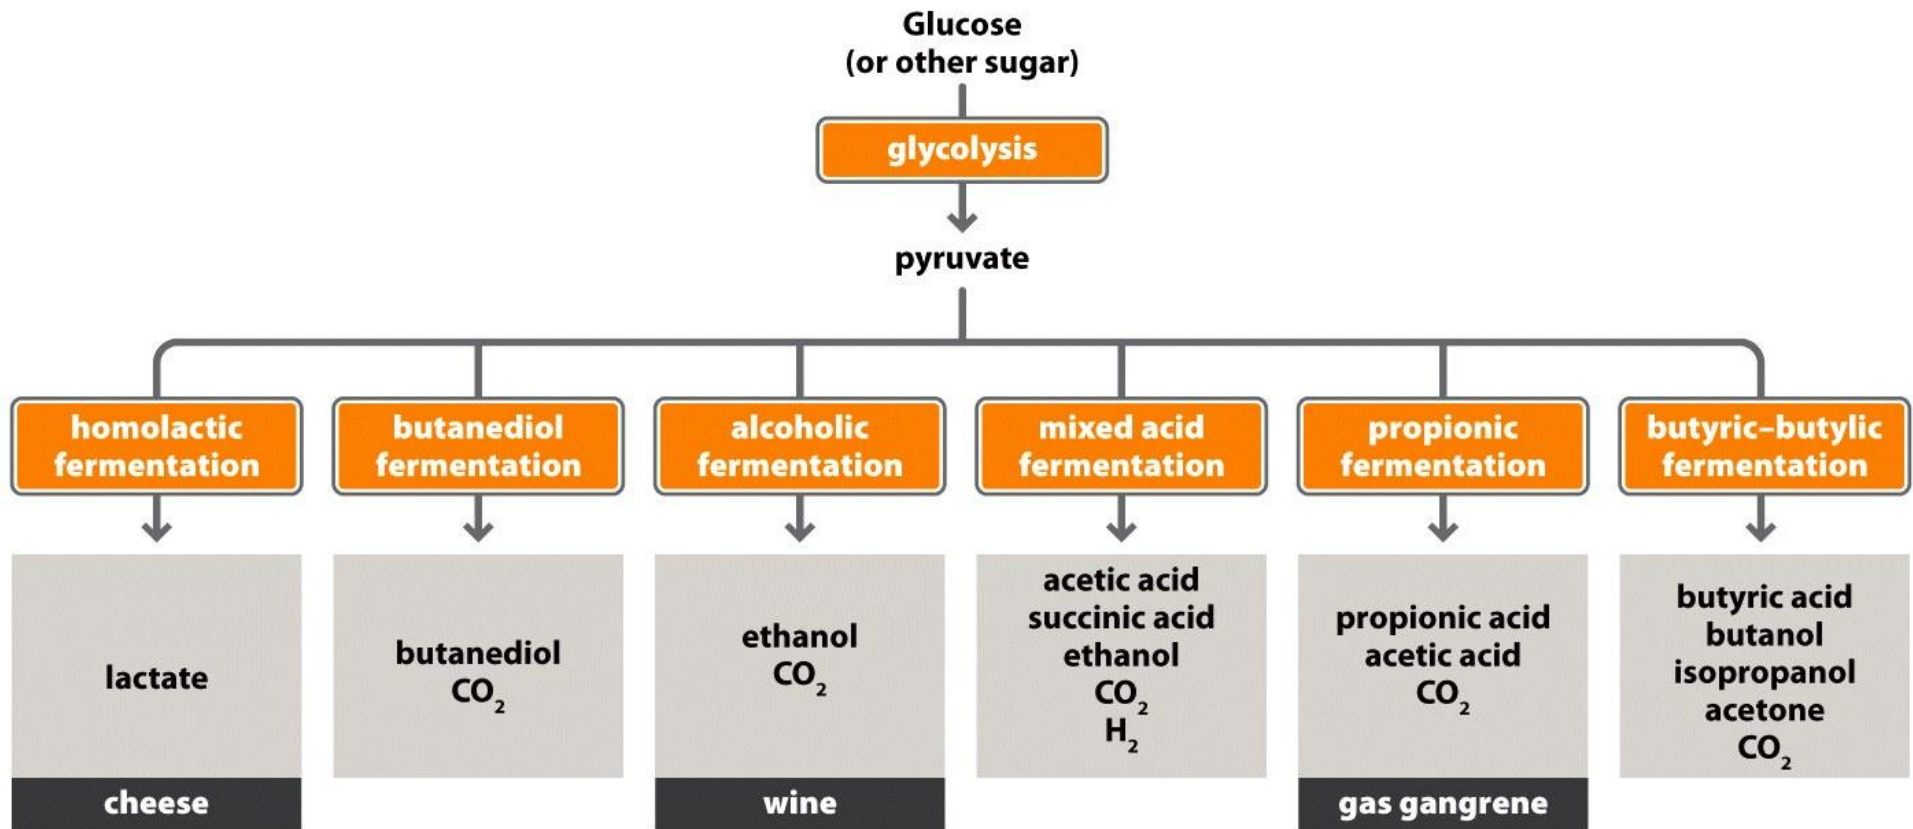 Glucose
(or other sugar)
glycolysis
pyruvate
homolactic
fermentation
butanediol
fermentation
alcoholic
fermentation
mixed acid
fermentation
propionic
fermentation
butyric–butylic
fermentation
lactate
butanediol
CO₂
ethanol
CO₂
acetic acid
succinic acid
ethanol
CO₂
H₂
propionic acid
acetic acid
CO₂
butyric acid
butanol
isopropanol
acetone
CO₂
cheese
wine
gas gangrene